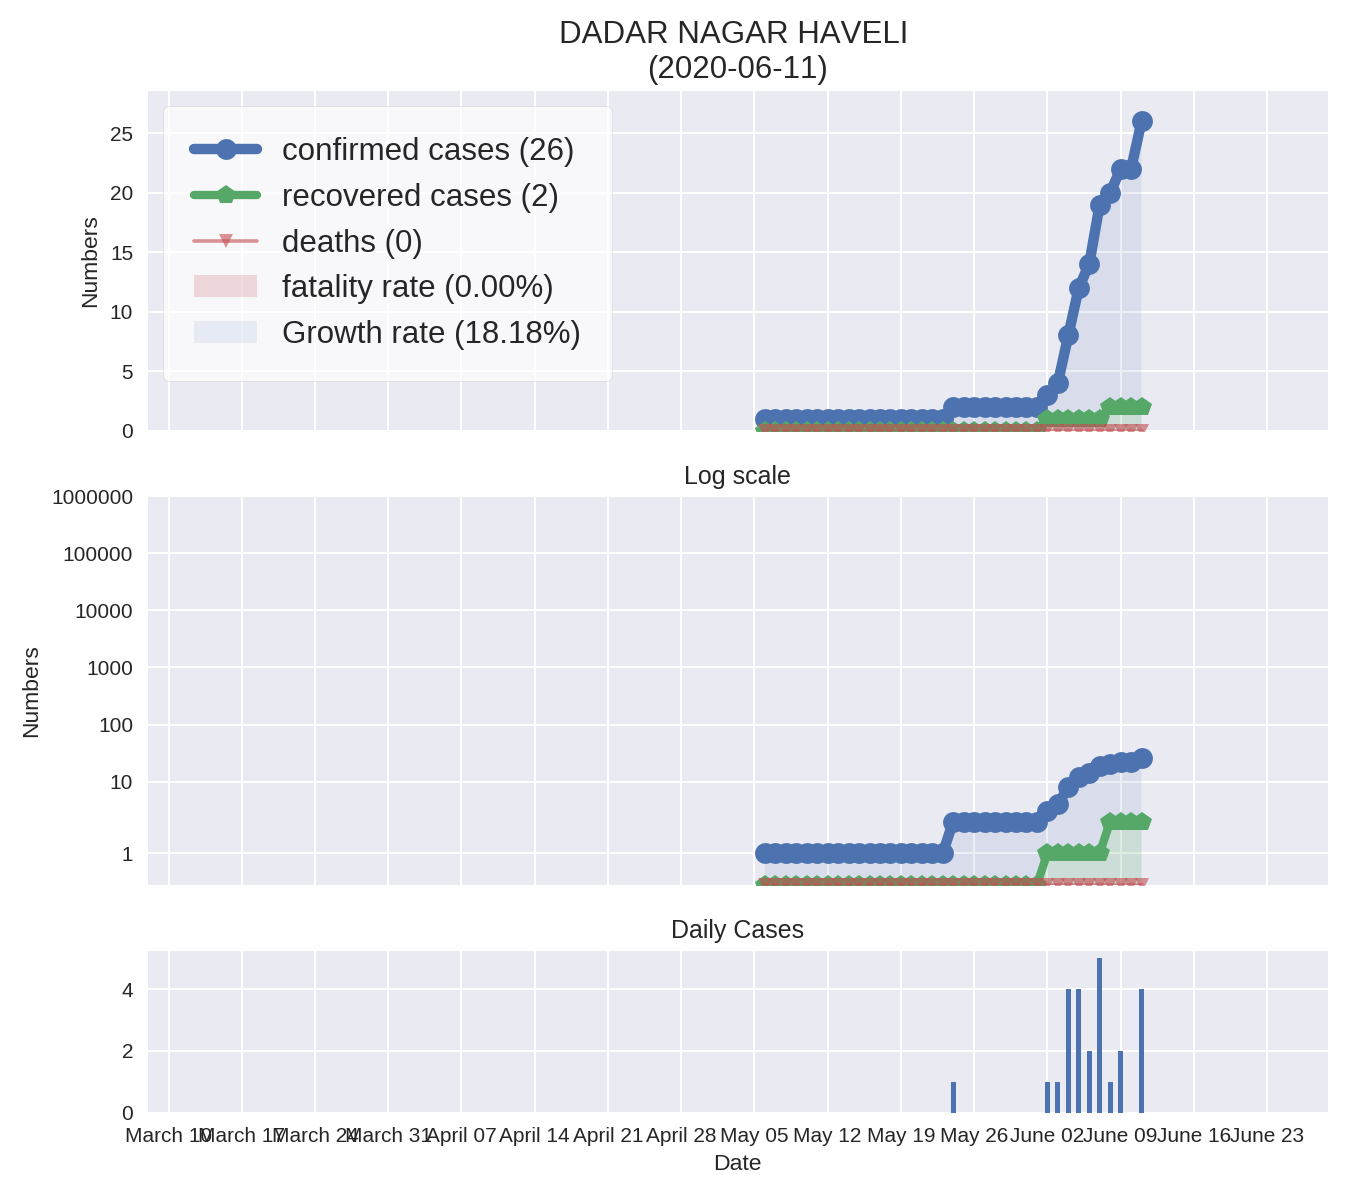 DADAR NAGAR HAVELI
(2020-06-11)
confirmed cases (26)
recovered cases (2)
deaths (0)
fatality rate (0.00%)
Growth rate (18.18%)
Numbers
25
20
15
10
5
0
Log scale
Numbers
1000000
100000
10000
1000
100
10
1
Daily Cases
4
2
0
March 10 March 17 March 24 March 31 April 07 April 14 April 21 April 28 May 05 May 12 May 19 May 26 June 02 June 09 June 16 June 23
Date